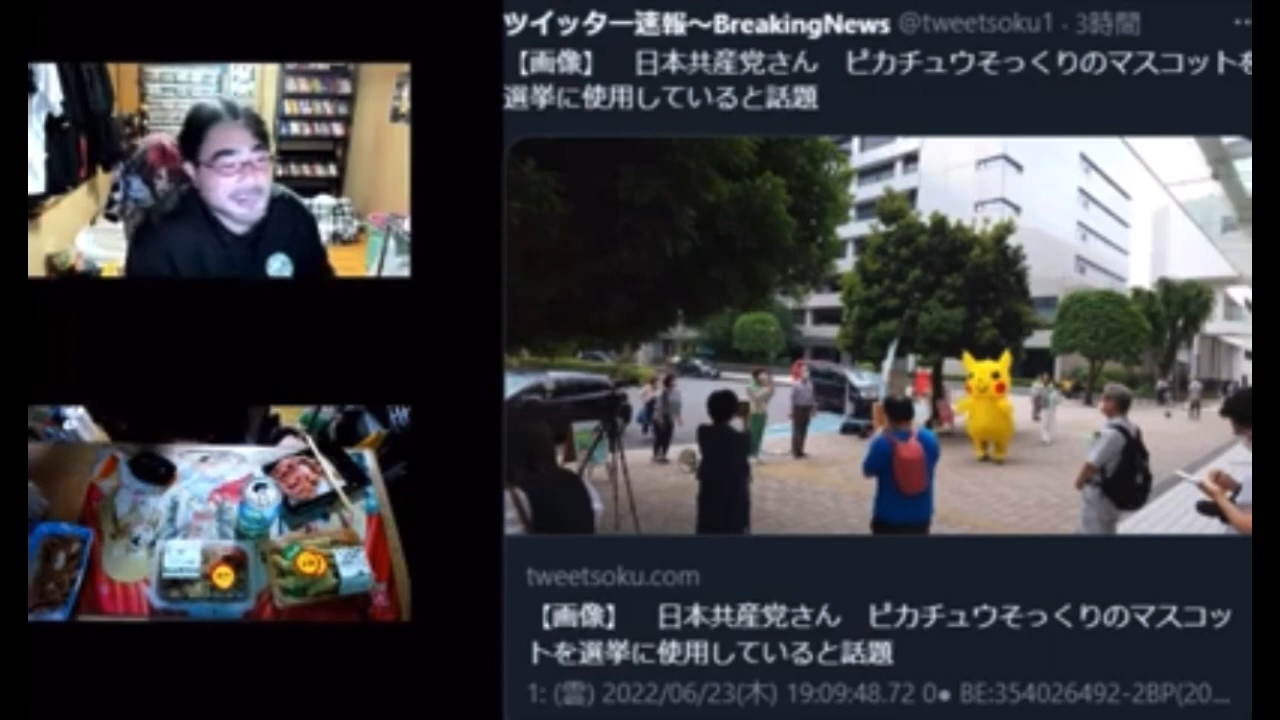 ツイッター速報〜BreakingNews @tweetsoku1 · 3時間
【画像】 日本共産党さん ピカチュウそっくりのマスコットを
選挙に使用していると話題
tweetsoku.com
【画像】 日本共産党さん ピカチュウそっくりのマスコッ
トを選挙に使用していると話題
1: (雲) 2022/06/23(木) 19:09:48.72 0● BE:354026492-2BP(20...